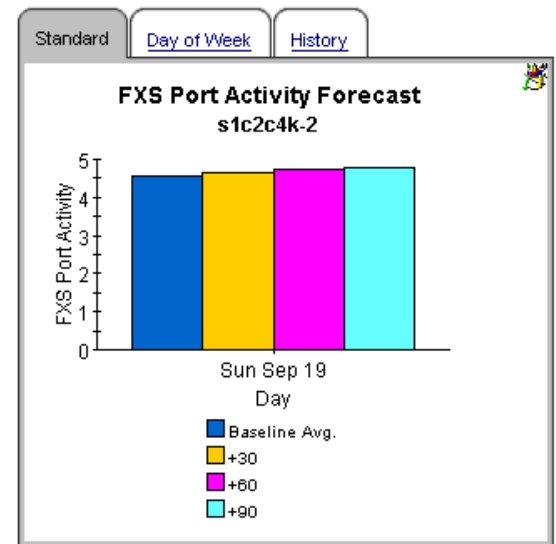 Standard
Day of Week
History
FXS Port Activity Forecast
s1c2c4k-2
FXS Port Activity
5
4
3
2
1
0
Sun Sep 19
Day
Baseline Avg.
+30
+60
+90